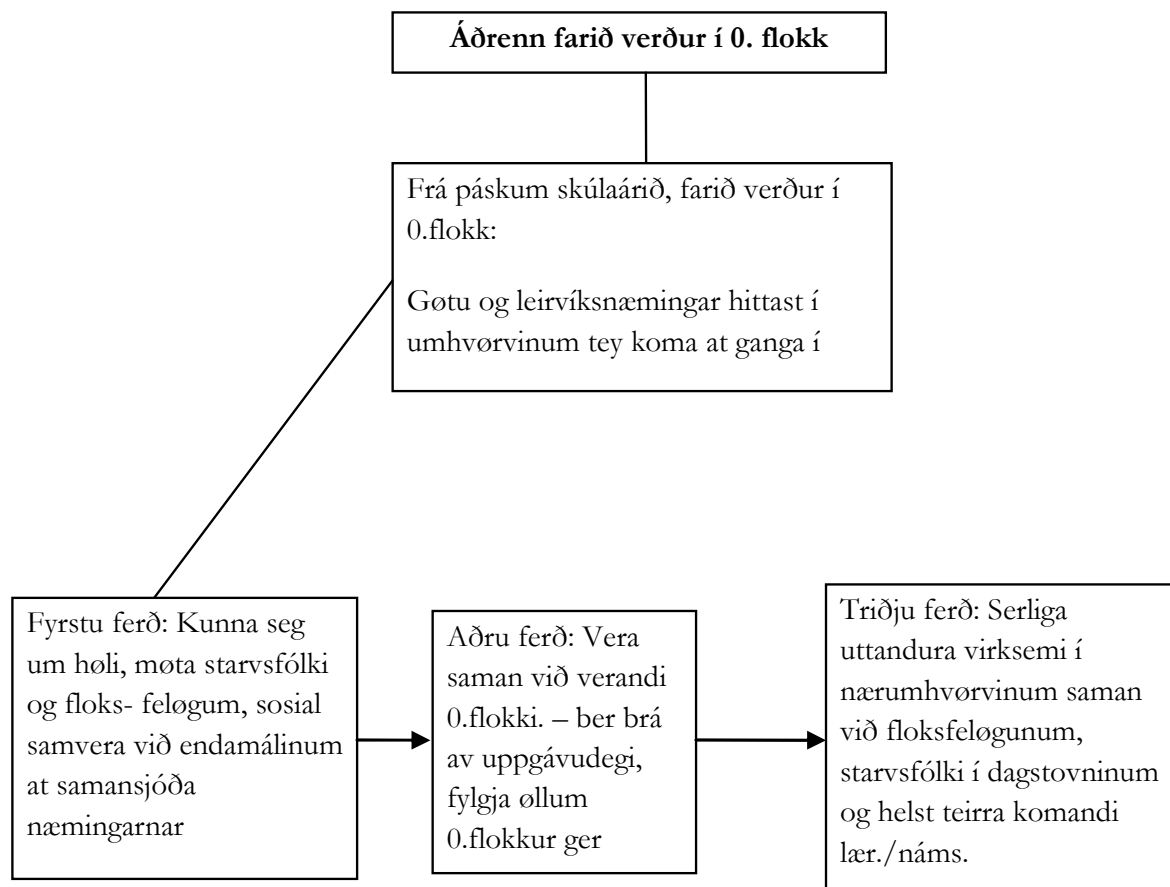 Áðrenn farið verður í 0. flokk
Frá páskum skúlaárið, farið verður í
0.flokk:
Gøtu og leirvíksnæmingar hittast í
umhvørvinum tey koma at ganga í
Fyrstu ferð: Kunna seg
um høli, møta starvsfólki
og floks- feløgum, sosial
samvera við endamálinum
at samansjóða
næmingarnar
Aðru ferð: Vera
saman við verandi
0.flokki. – ber brá
av uppgávudegi,
fylgja øllum
0.flokkur ger
Triðju ferð: Serliga
uttandura virksemi í
nærumhvørvinum saman
við floksfeløgunum,
starvsfólki í dagstovninum
og helst teirra komandi
lær./náms.